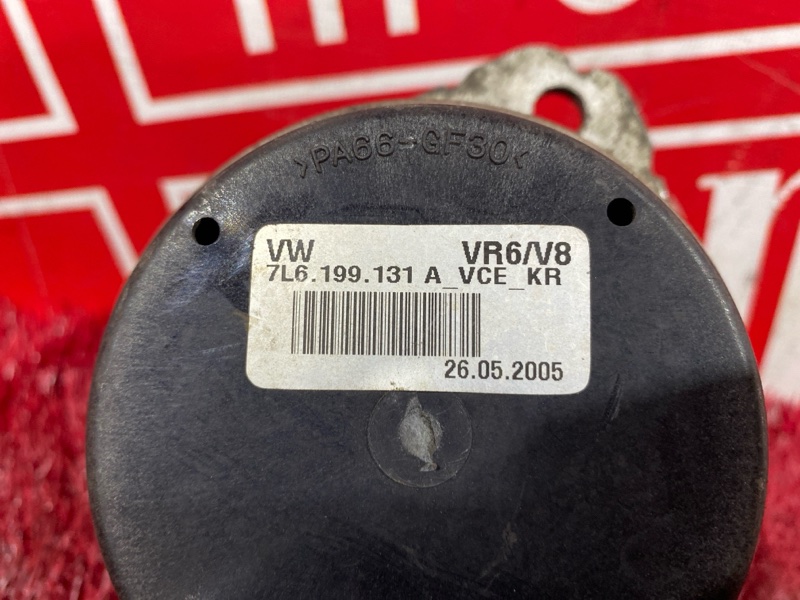 >PA66-GF30<
VW VR6/V8
7L6.199.131 A_VCE_KR
26.05.2005